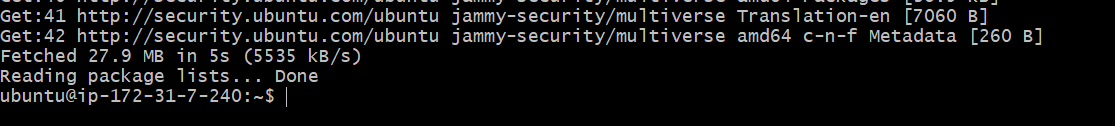 Get:41 http://security.ubuntu.com/ubuntu jammy-security/multiverse Translation-en [7060 B]
Get:42 http://security.ubuntu.com/ubuntu jammy-security/multiverse amd64 c-n-f Metadata [260 B]
Fetched 27.9 MB in 5s (5535 kB/s)
Reading package lists... Done
ubuntu@ip-172-31-7-240:~$